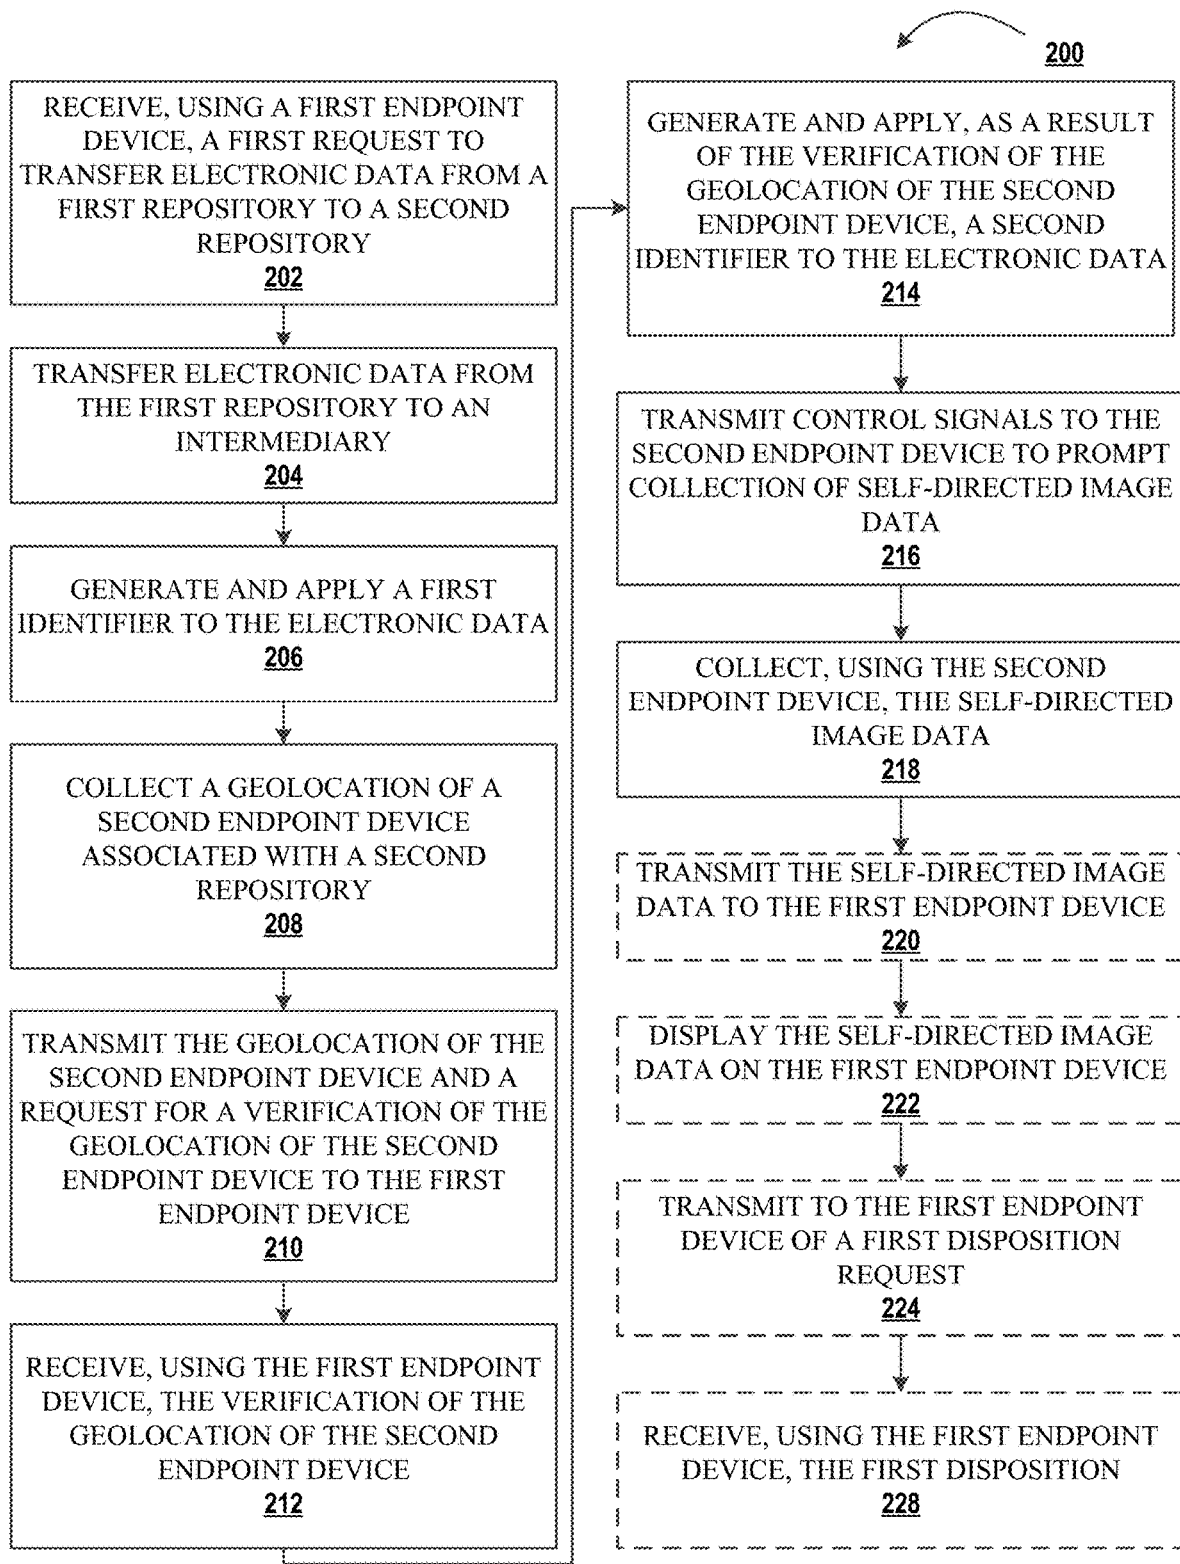 200
RECEIVE, USING A FIRST ENDPOINT
DEVICE, A FIRST REQUEST TO
TRANSFER ELECTRONIC DATA FROM A
FIRST REPOSITORY TO A SECOND
REPOSITORY
202
TRANSFER ELECTRONIC DATA FROM
THE FIRST REPOSITORY TO AN
INTERMEDIARY
204
GENERATE AND APPLY A FIRST
IDENTIFIER TO THE ELECTRONIC DATA
206
COLLECT A GEOLOCATION OF A
SECOND ENDPOINT DEVICE
ASSOCIATED WITH A SECOND
REPOSITORY
208
TRANSMIT THE GEOLOCATION OF THE
SECOND ENDPOINT DEVICE AND A
REQUEST FOR A VERIFICATION OF THE
GEOLOCATION OF THE SECOND
ENDPOINT DEVICE TO THE FIRST
ENDPOINT DEVICE
210
RECEIVE, USING THE FIRST ENDPOINT
DEVICE, THE VERIFICATION OF THE
GEOLOCATION OF THE SECOND
ENDPOINT DEVICE
212
GENERATE AND APPLY, AS A RESULT
OF THE VERIFICATION OF THE
GEOLOCATION OF THE SECOND
ENDPOINT DEVICE, A SECOND
IDENTIFIER TO THE ELECTRONIC DATA
214
TRANSMIT CONTROL SIGNALS TO THE
SECOND ENDPOINT DEVICE TO PROMPT
COLLECTION OF SELF-DIRECTED IMAGE
DATA
216
COLLECT, USING THE SECOND
ENDPOINT DEVICE, THE SELF-DIRECTED
IMAGE DATA
218
TRANSMIT THE SELF-DIRECTED IMAGE
DATA TO THE FIRST ENDPOINT DEVICE
220
DISPLAY THE SELF-DIRECTED IMAGE
DATA ON THE FIRST ENDPOINT DEVICE
222
TRANSMIT TO THE FIRST ENDPOINT
DEVICE OF A FIRST DISPOSITION
REQUEST
224
RECEIVE, USING THE FIRST ENDPOINT
DEVICE, THE FIRST DISPOSITION
228